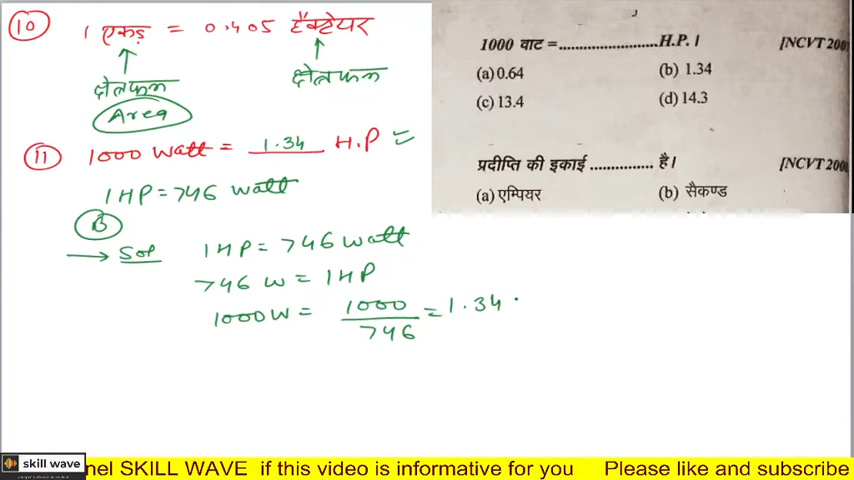 10 1 एकड़ = 0.405 हैक्टेयर
क्षेत्रफल क्षेत्रफल
Area
11 1000 watt = 1.34 H.P
1 HP = 746 watt
B
→ Sol 1 HP = 746 watt
746 w = 1 HP
1000 W = 1000/746 = 1.34
1000 वाट =........................H.P. I [NCVT 200
(a) 0.64 (b) 1.34
(c) 13.4 (d) 14.3
प्रदीप्ति की इकाई ............... है। [NCVT 200
(a) एम्पियर (b) सैकण्ड
skill wave
nel SKILL WAVE if this video is informative for you Please like and subscribe